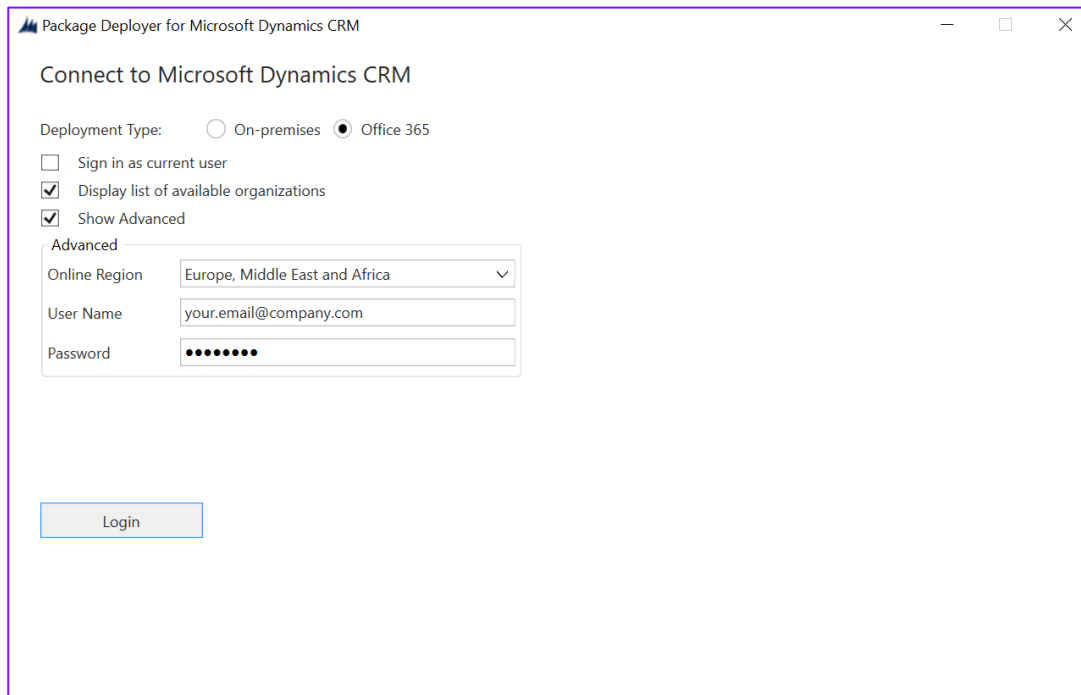 Package Deployer for Microsoft Dynamics CRM
Connect to Microsoft Dynamics CRM
Deployment Type: On-premises Office 365
Sign in as current user
Display list of available organizations
Show Advanced
Advanced
Online Region Europe, Middle East and Africa
User Name your.email@company.com
Password ●●●●●●●●
Login